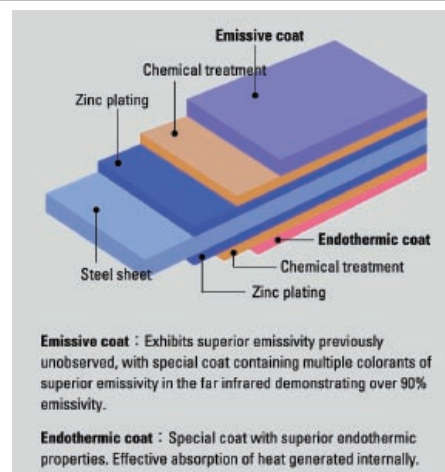 Emissive coat
Chemical treatment
Zinc plating
Endothermic coat
Chemical treatment
Steel sheet
Zinc plating
Emissive coat : Exhibits superior emissivity previously
unobserved, with special coat containing multiple colorants of
superior emissivity in the far infrared demonstrating over 90%
emissivity.
Endothermic coat : Special coat with superior endothermic
properties. Effective absorption of heat generated internally.